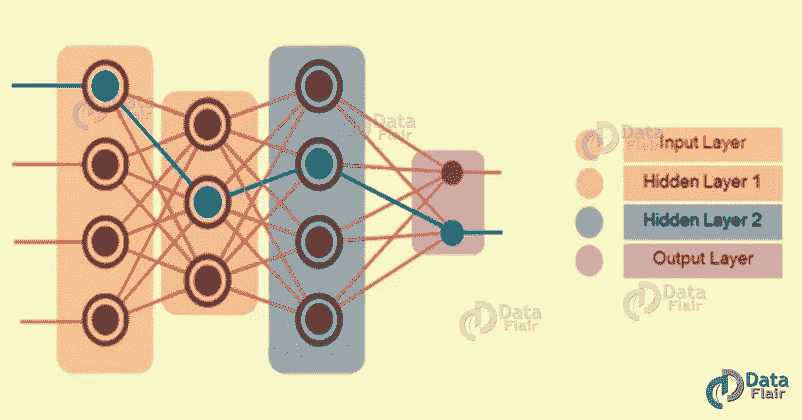 Data
Flair
Data
Flair
Input Layer
Hidden Layer 1
Hidden Layer 2
Output Layer
Data
Flair
Data
Flair
Data
Flair